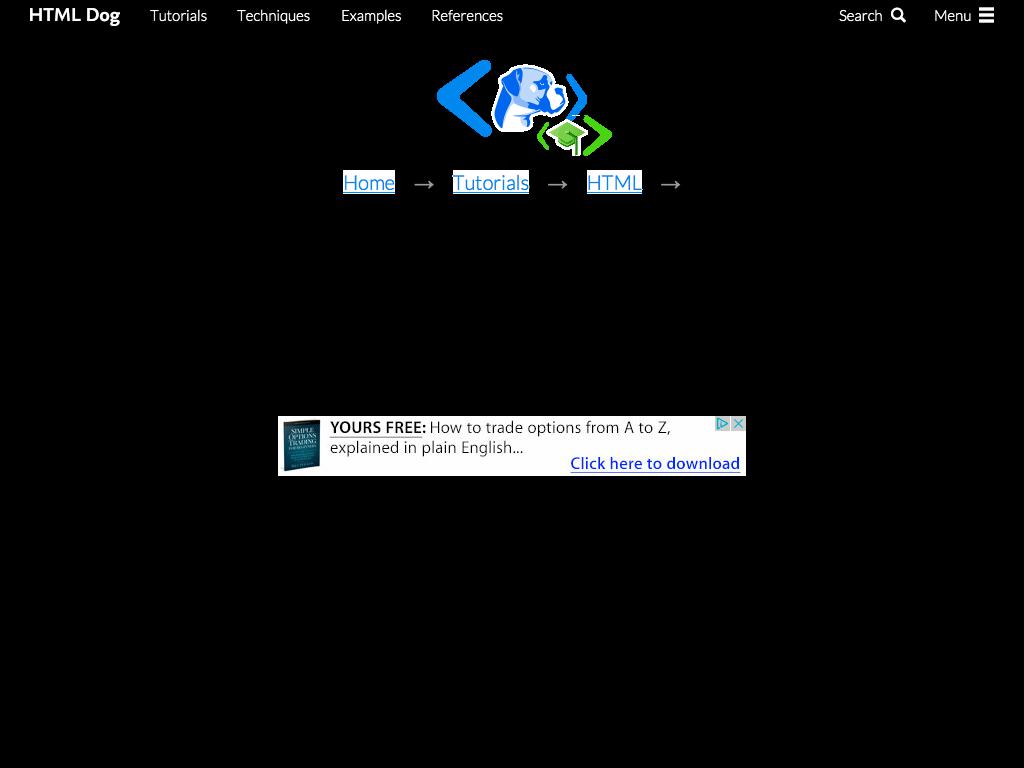 HTML Dog Tutorials Techniques Examples References Search Menu
Home → Tutorials → HTML →
SIMPLE
OPTIONS
TRADING
YOURS FREE: How to trade options from A to Z,
explained in plain English...
Click here to download